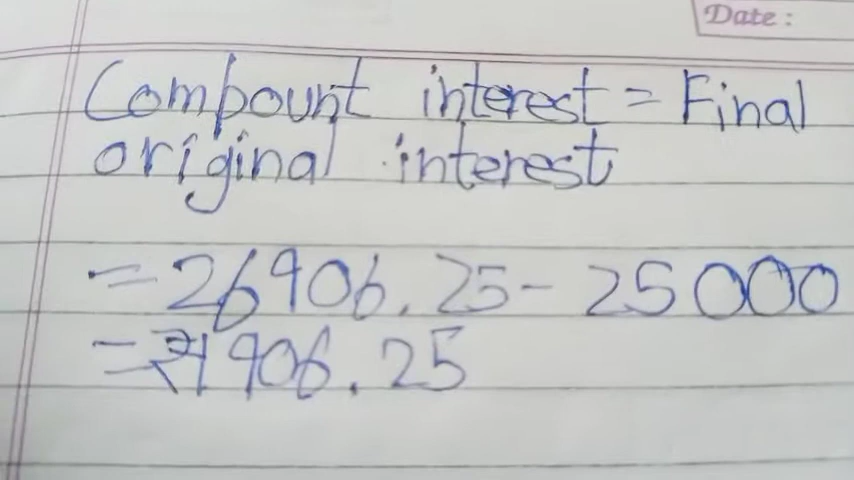 Date:
Compount interest = Final
original interest
= 26906.25 - 25000
= ₹1906.25